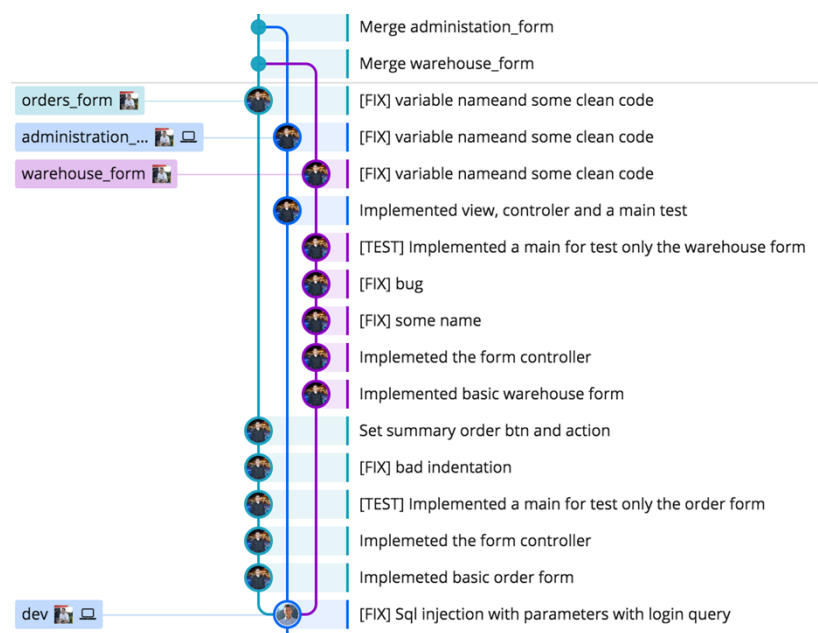 Merge administation_form
Merge warehouse_form
orders_form [FIX] variable nameand some clean code
administration_... [FIX] variable nameand some clean code
warehouse_form [FIX] variable nameand some clean code
Implemented view, controler and a main test
[TEST] Implemented a main for test only the warehouse form
[FIX] bug
[FIX] some name
Implemeted the form controller
Implemented basic warehouse form
Set summary order btn and action
[FIX] bad indentation
[TEST] Implemented a main for test only the order form
Implemeted the form controller
Implemeted basic order form
dev [FIX] Sql injection with parameters with login query